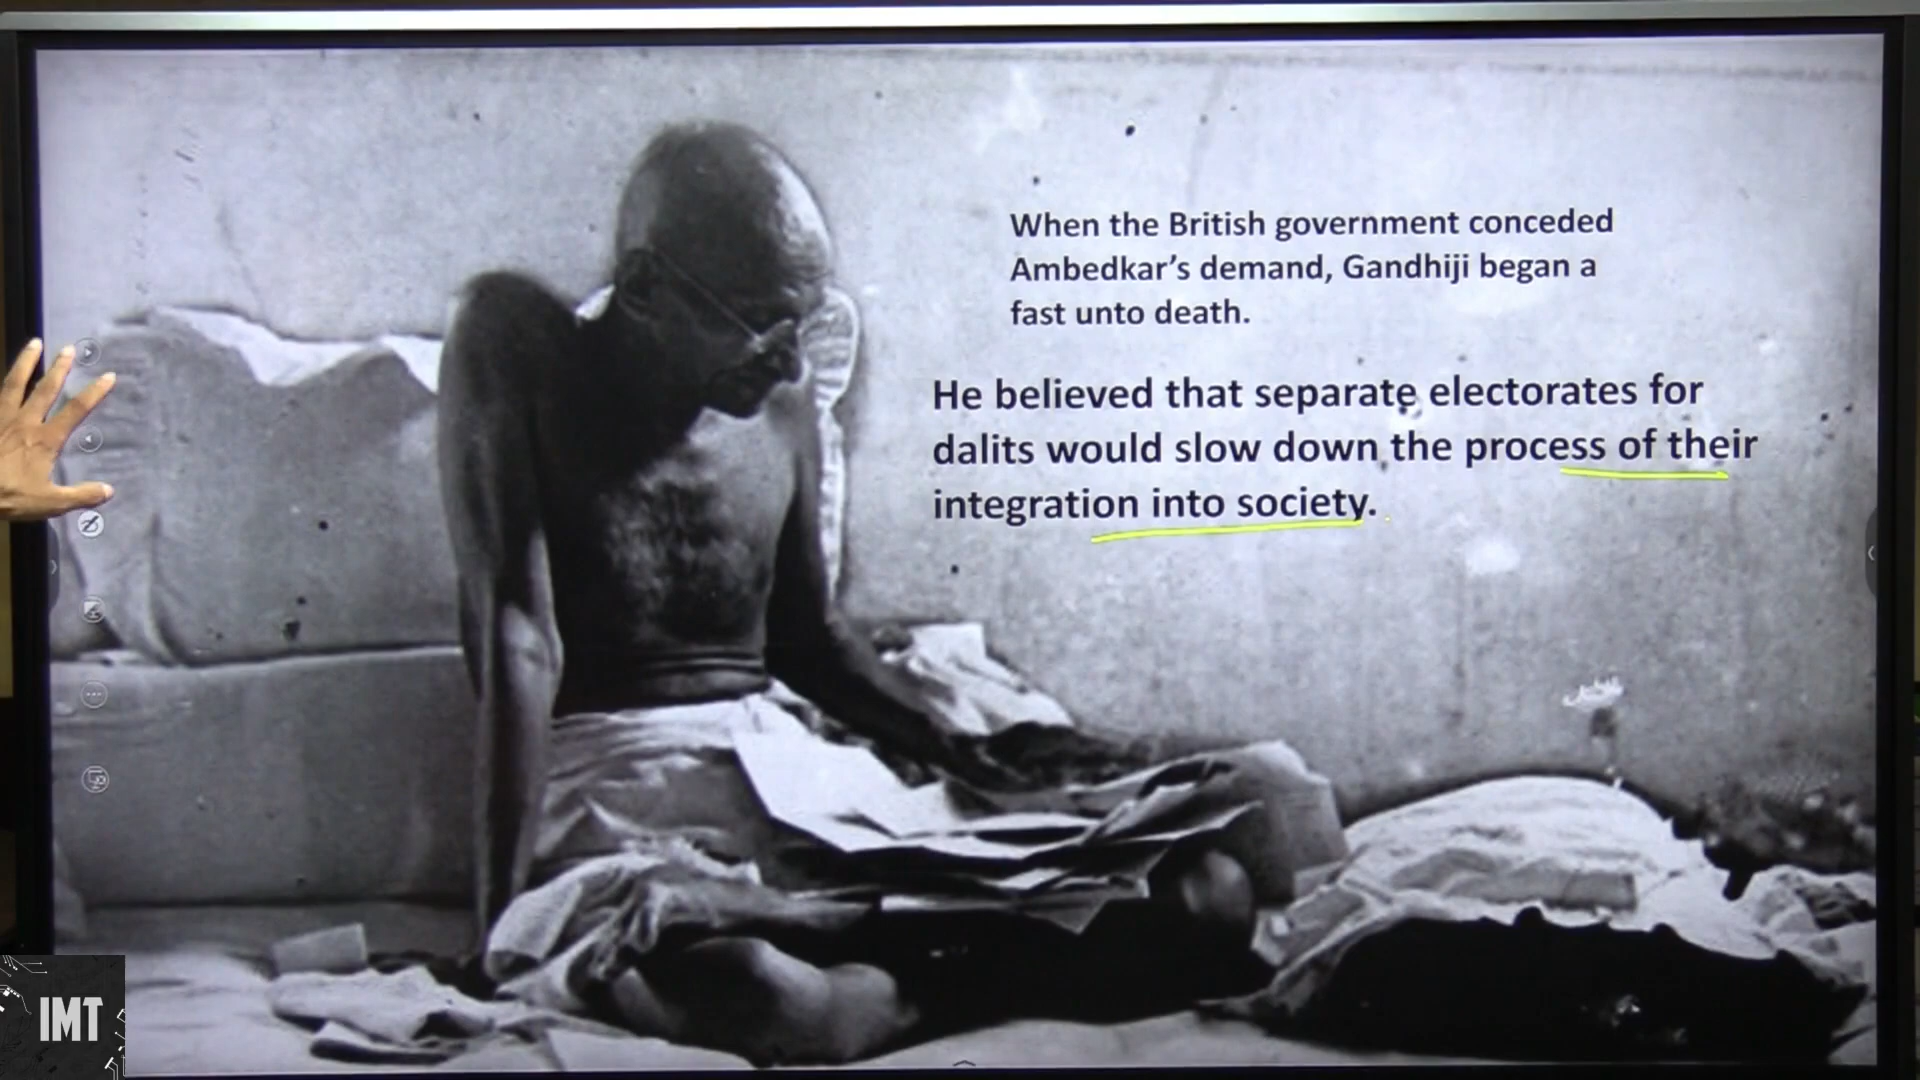 When the British government conceded
Ambedkar’s demand, Gandhiji began a
fast unto death.
He believed that separate electorates for
dalits would slow down the process of their
integration into society.
IMT